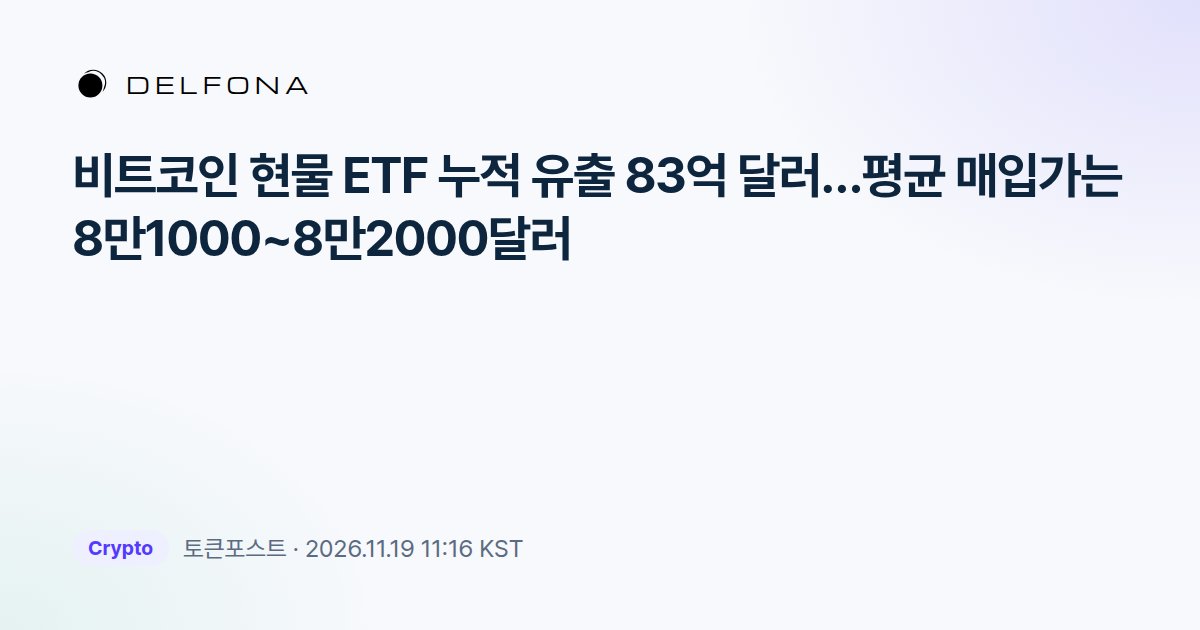 DELFONA
비트코인 현물 ETF 누적 유출 83억 달러...평균 매입가는
8만1000~8만2000달러
Crypto 토큰포스트 · 2026.11.19 11:16 KST